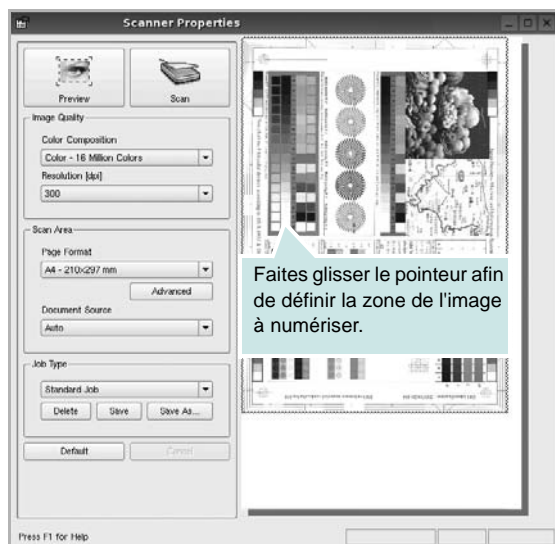 Scanner Properties
Preview
Scan
Image Quality
Color Composition
Color - 16 Million Colors
Resolution [dpi]
300
Scan Area
Page Format
A4 - 210x297 mm
Advanced
Document Source
Auto
Job Type
Standard Job
Delete Save Save As...
Default Cancel
Press F1 for Help
Faites glisser le pointeur afin
de définir la zone de l'image
à numériser.